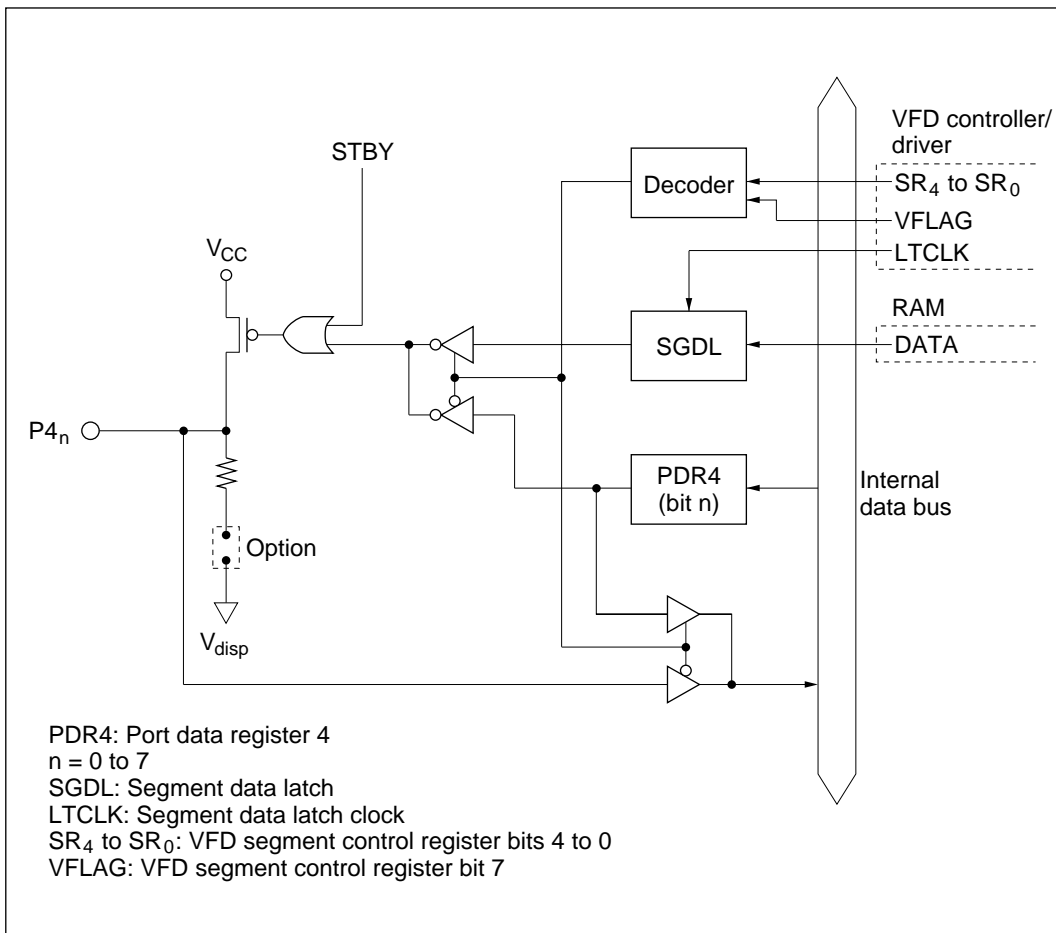 VFD controller/
driver
STBY
Decoder
SR4 to SR0
VFLAG
VCC
LTCLK
RAM
SGDL
DATA
P4n
PDR4
(bit n)
Internal
data bus
Option
Vdisp
PDR4: Port data register 4
n = 0 to 7
SGDL: Segment data latch
LTCLK: Segment data latch clock
SR4 to SR0: VFD segment control register bits 4 to 0
VFLAG: VFD segment control register bit 7